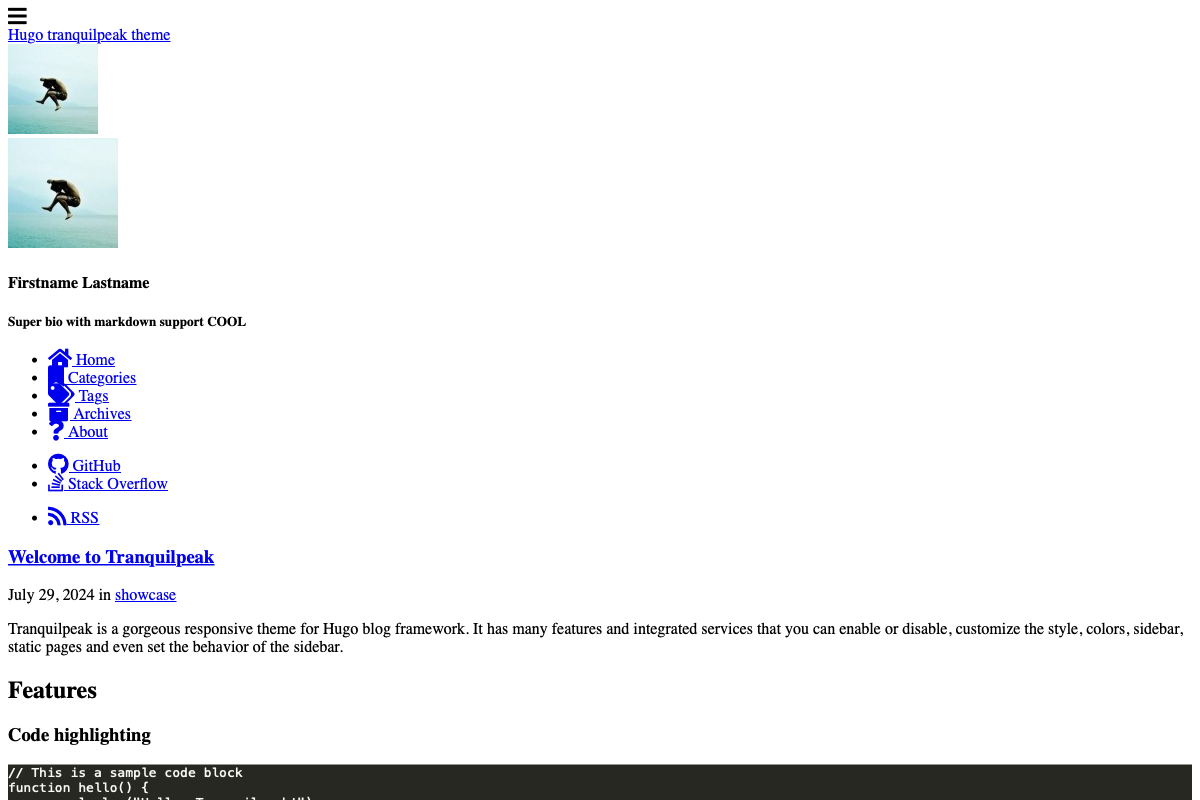 Hugo tranquilpeak theme
Firstname Lastname
Super bio with markdown support COOL
Home
Categories
Tags
Archives
About
GitHub
Stack Overflow
RSS
Welcome to Tranquilpeak
July 29, 2024 in showcase
Tranquilpeak is a gorgeous responsive theme for Hugo blog framework. It has many features and integrated services that you can enable or disable, customize the style, colors, sidebar,
static pages and even set the behavior of the sidebar.
Features
Code highlighting
// This is a sample code block
function hello() {